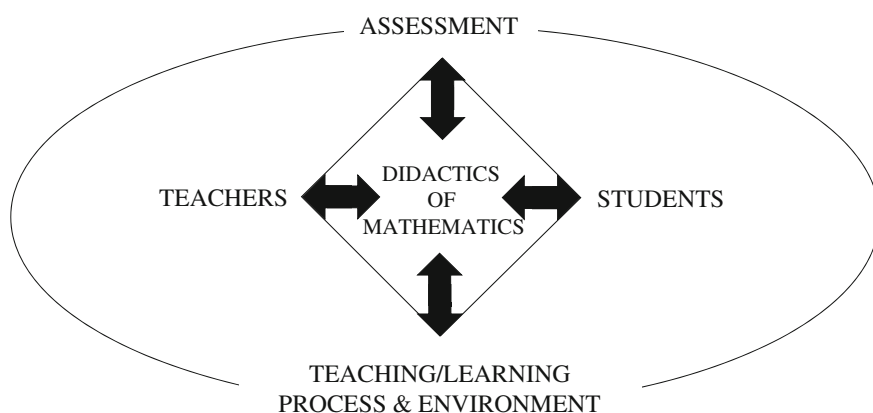 ASSESSMENT
TEACHERS
DIDACTICS
OF
MATHEMATICS
STUDENTS
TEACHING/LEARNING
PROCESS & ENVIRONMENT